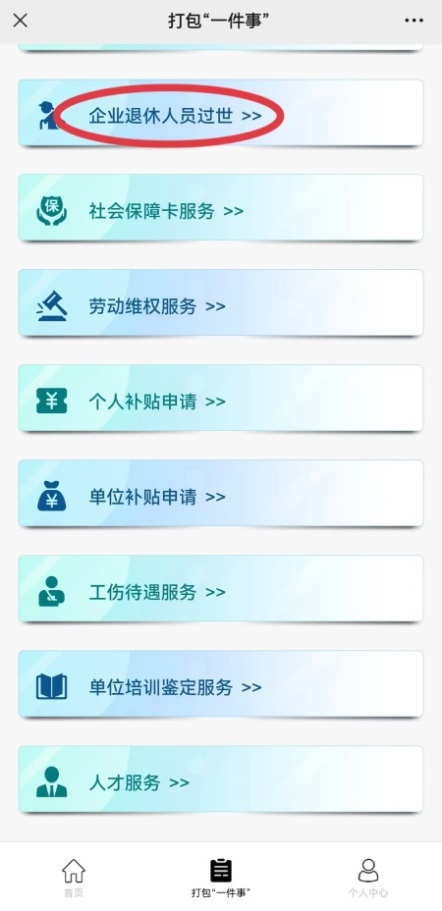 打包“一件事”
企业退休人员过世 >>
保
社会保障卡服务 >>
劳动维权服务 >>
¥
个人补贴申请 >>
¥
单位补贴申请 >>
工伤待遇服务 >>
单位培训鉴定服务 >>
人才服务 >>
首页
打包“一件事”
个人中心